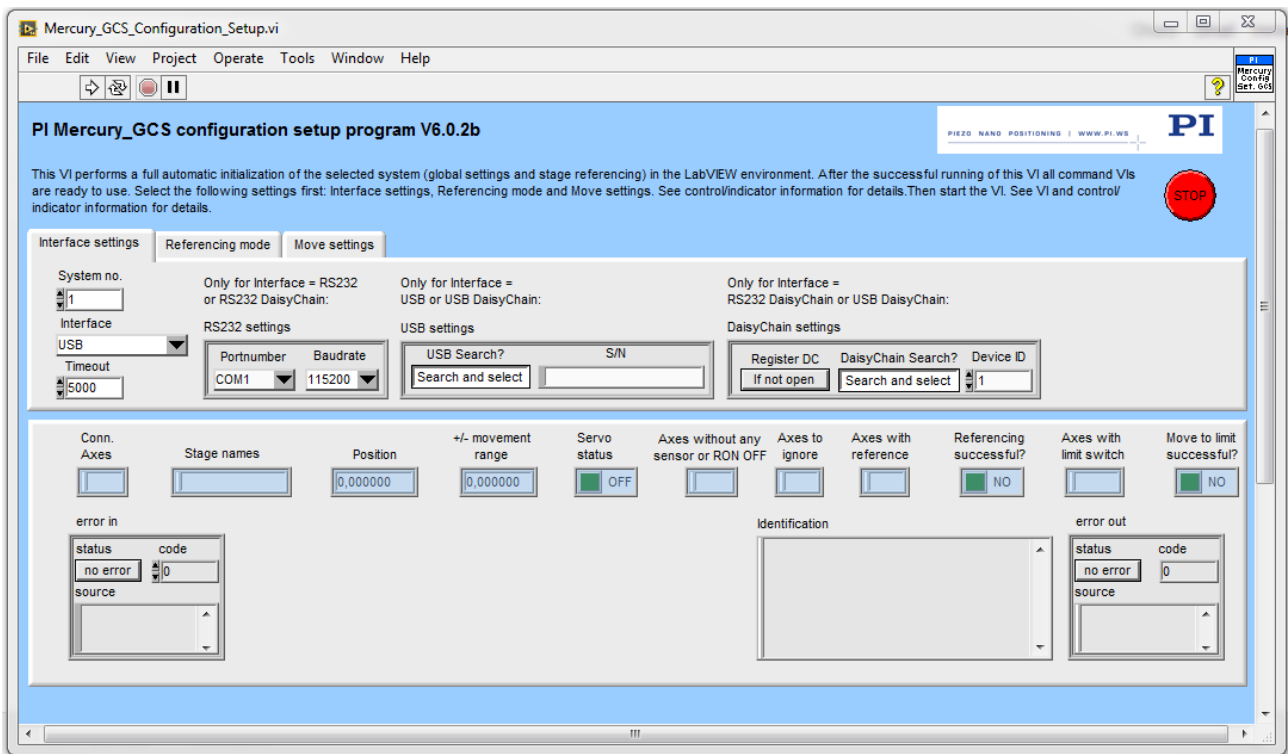 Mercury_GCS_Configuration_Setup.vi
File Edit View Project Operate Tools Window Help
PI
Mercury
Config
Set. GCS
PI Mercury_GCS configuration setup program V6.0.2b
PIEZO NANO POSITIONING | WWW.PI.WS
PI
This VI performs a full automatic initialization of the selected system (global settings and stage referencing) in the LabVIEW environment. After the successful running of this VI all command VIs
are ready to use. Select the following settings first: Interface settings, Referencing mode and Move settings. See control/indicator information for details.Then start the VI. See VI and control/
indicator information for details.
STOP
Interface settings Referencing mode Move settings
System no.
1
Interface
USB
Timeout
5000
Only for Interface = RS232
or RS232 DaisyChain:
RS232 settings
Portnumber Baudrate
COM1 115200
Only for Interface =
USB or USB DaisyChain:
USB settings
USB Search? S/N
Search and select
Only for Interface =
RS232 DaisyChain or USB DaisyChain:
DaisyChain settings
Register DC DaisyChain Search? Device ID
If not open Search and select 1
Conn.
Axes
Stage names
Position
0,000000
+/- movement
range
0,000000
Servo
status
OFF
Axes without any
sensor or RON OFF
Axes to
ignore
Axes with
reference
Referencing
successful?
NO
Axes with
limit switch
Move to limit
successful?
NO
error in
status code
no error 0
source
Identification
error out
status code
no error 0
source